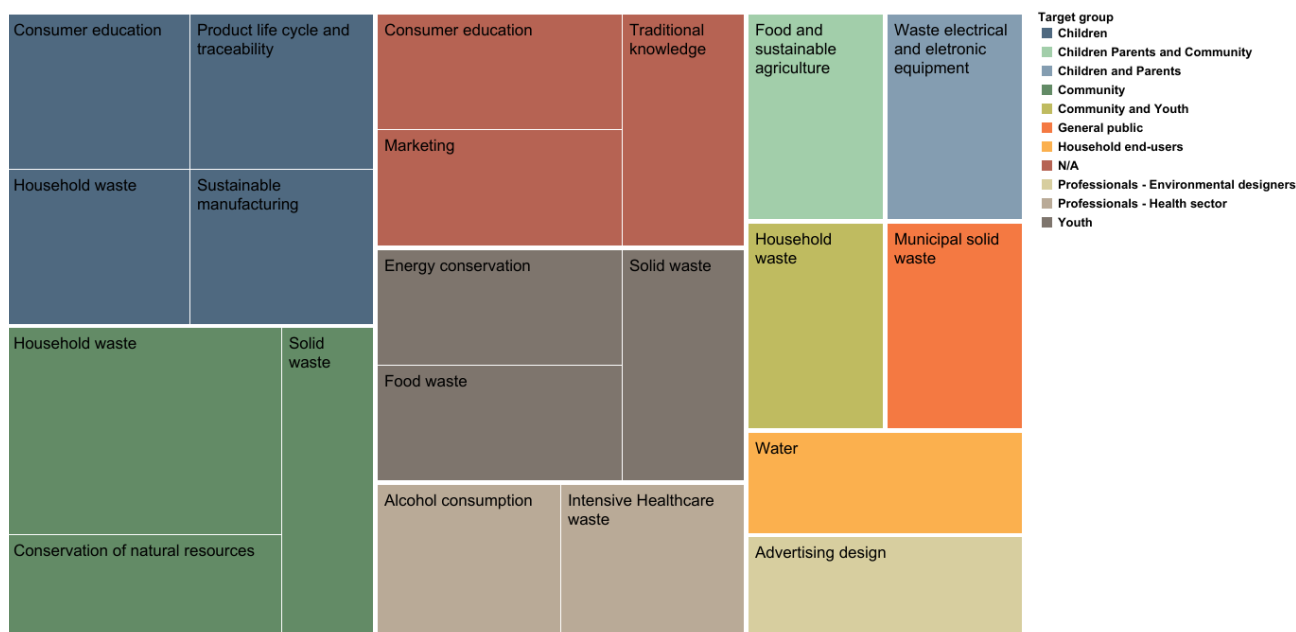 Consumer education
Product life cycle and
traceability
Household waste
Sustainable
manufacturing
Household waste
Solid
waste
Conservation of natural resources
Consumer education
Traditional
knowledge
Marketing
Energy conservation
Solid waste
Food waste
Alcohol consumption
Intensive Healthcare
waste
Food and
sustainable
agriculture
Waste electrical
and eletronic
equipment
Household
waste
Municipal solid
waste
Water
Advertising design
Target group
Children
Children Parents and Community
Children and Parents
Community
Community and Youth
General public
Household end-users
N/A
Professionals - Environmental designers
Professionals - Health sector
Youth